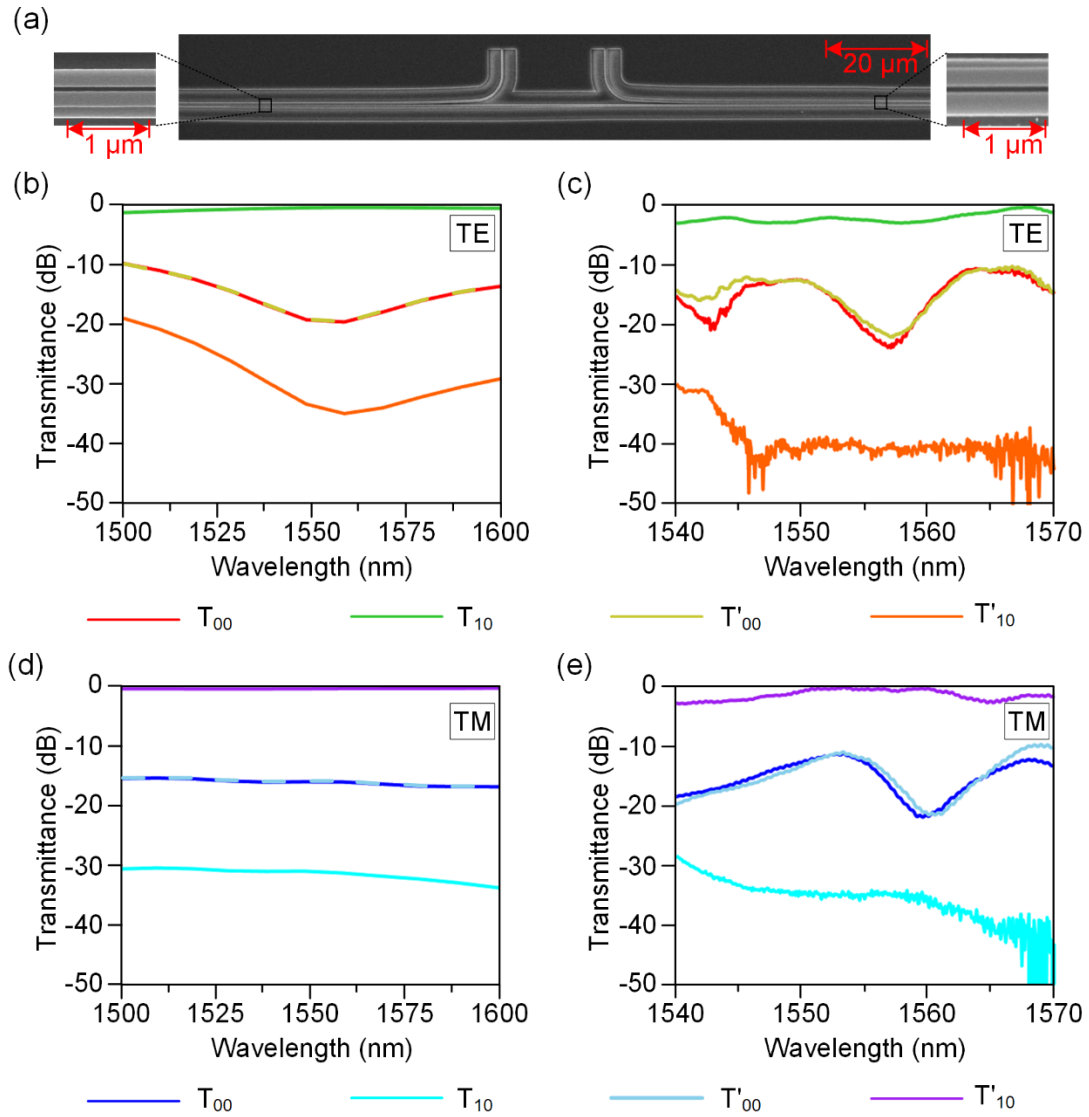 (a)
20 μm
1 μm
1 μm
(b)
(c)
0
-10
-20
-30
-40
-50
Transmittance (dB)
TE
1500
1525
1550
1575
1600
Wavelength (nm)
0
-10
-20
-30
-40
-50
Transmittance (dB)
TE
1540
1550
1560
1570
Wavelength (nm)
T₀₀
T₁₀
T'₀₀
T'₁₀
(d)
(e)
0
-10
-20
-30
-40
-50
Transmittance (dB)
TM
1500
1525
1550
1575
1600
Wavelength (nm)
0
-10
-20
-30
-40
-50
Transmittance (dB)
TM
1540
1550
1560
1570
Wavelength (nm)
T₀₀
T₁₀
T'₀₀
T'₁₀